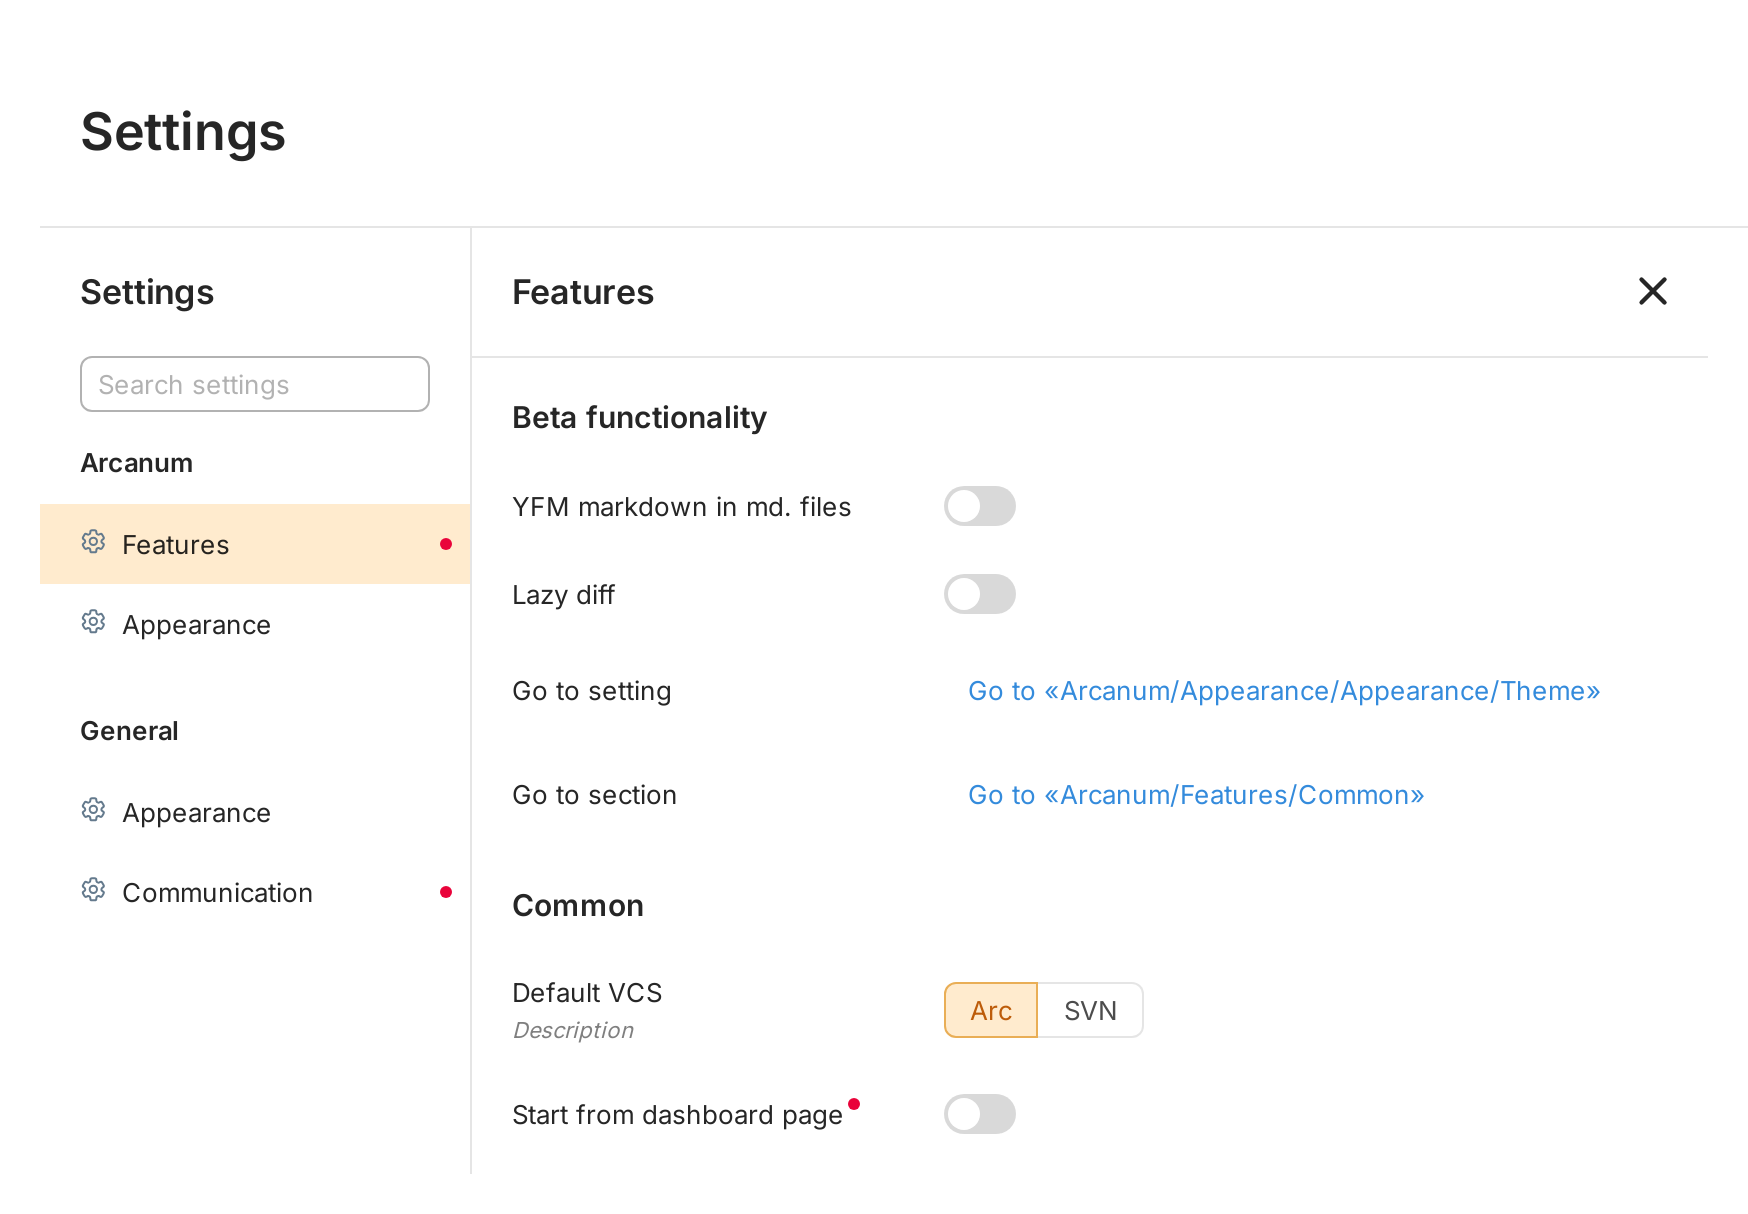 Settings
Settings
Search settings
Arcanum
Features
Appearance
General
Appearance
Communication
Features
Beta functionality
YFM markdown in md. files
Lazy diff
Go to setting
Go to «Arcanum/Appearance/Appearance/Theme»
Go to section
Go to «Arcanum/Features/Common»
Common
Default VCS
Description
Arc
SVN
Start from dashboard page